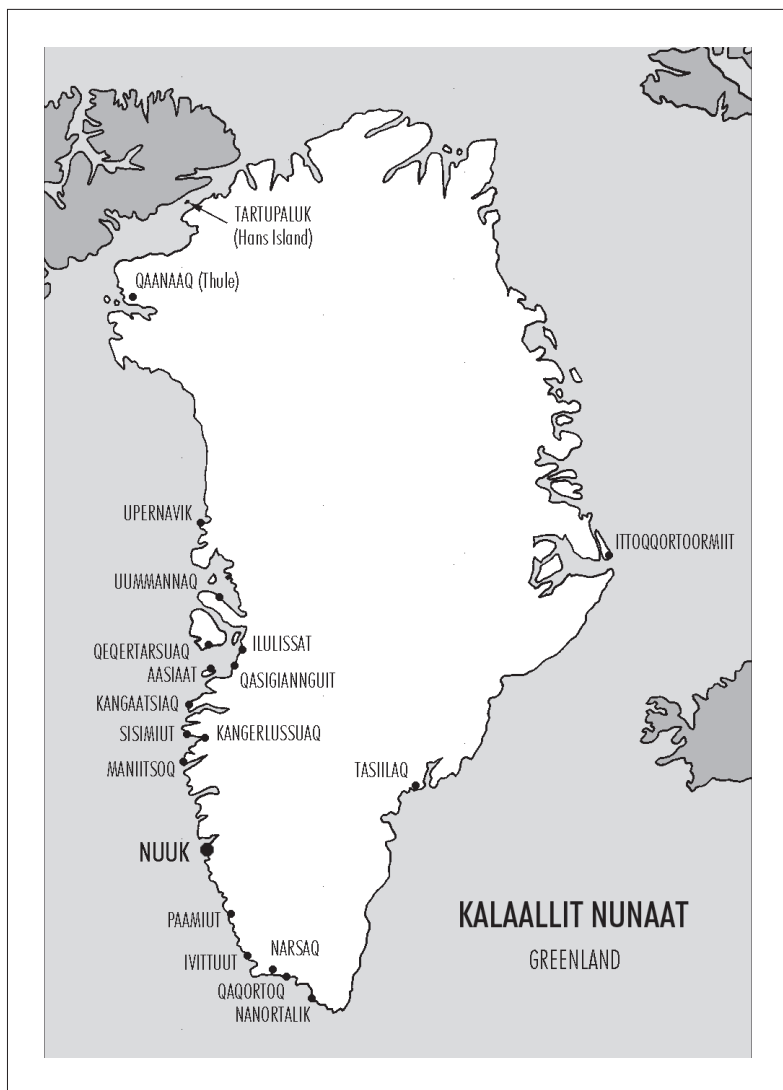 TARTUPALUK
(Hans Island)
QAANAAQ (Thule)
UPERNAVIK
ITTOQQORTOORMIIT
UUMMANNAQ
ILULISSAT
QEQERTARSUAQ
AASIAAT
QASIGIANNGUIT
KANGAATSIAQ
SISIMIUT
KANGERLUSSUAQ
MANIITSOQ
TASIILAQ
NUUK
KALAALLIT NUNAAT
GREENLAND
PAAMIUT
NARSAQ
IVITTUUT
QAQORTOQ
NANORTALIK